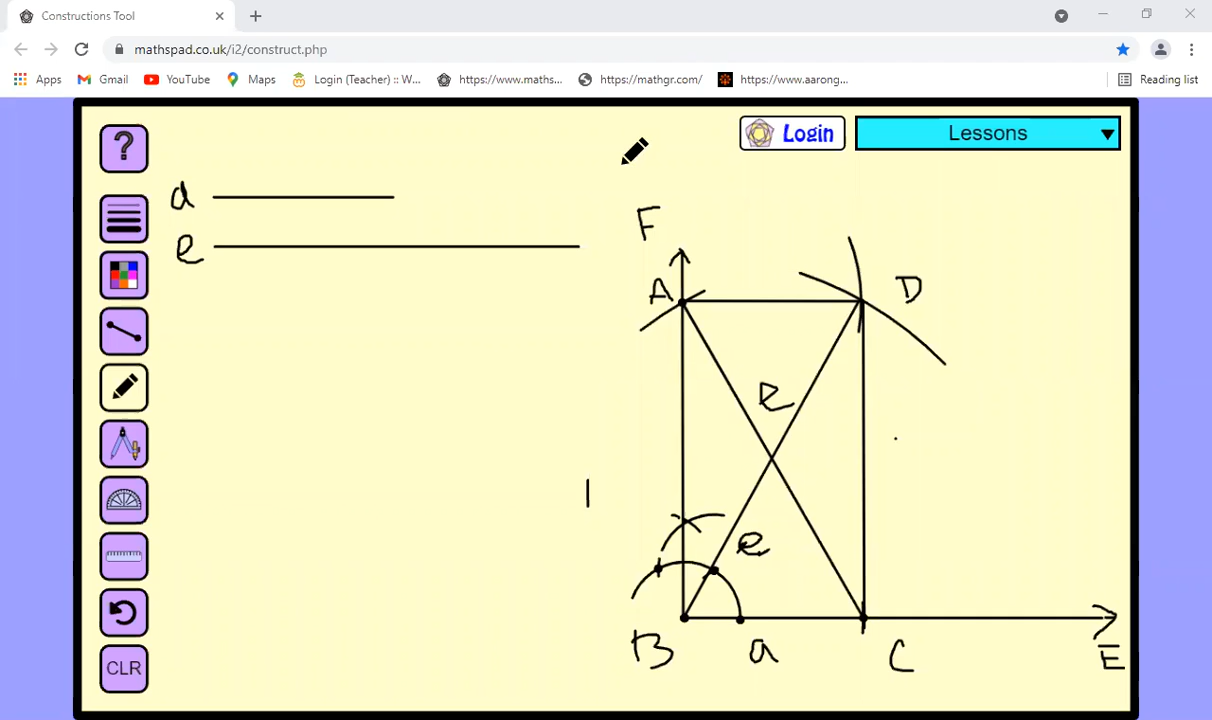 Constructions Tool
mathspad.co.uk/i2/construct.php
Apps
Gmail
YouTube
Maps
Login (Teacher) :: W...
https://www.maths...
https://mathgr.com/
https://www.aarong...
Reading list
?
Login
Lessons
a
e
F
A
D
e
e
B
a
C
E
CLR